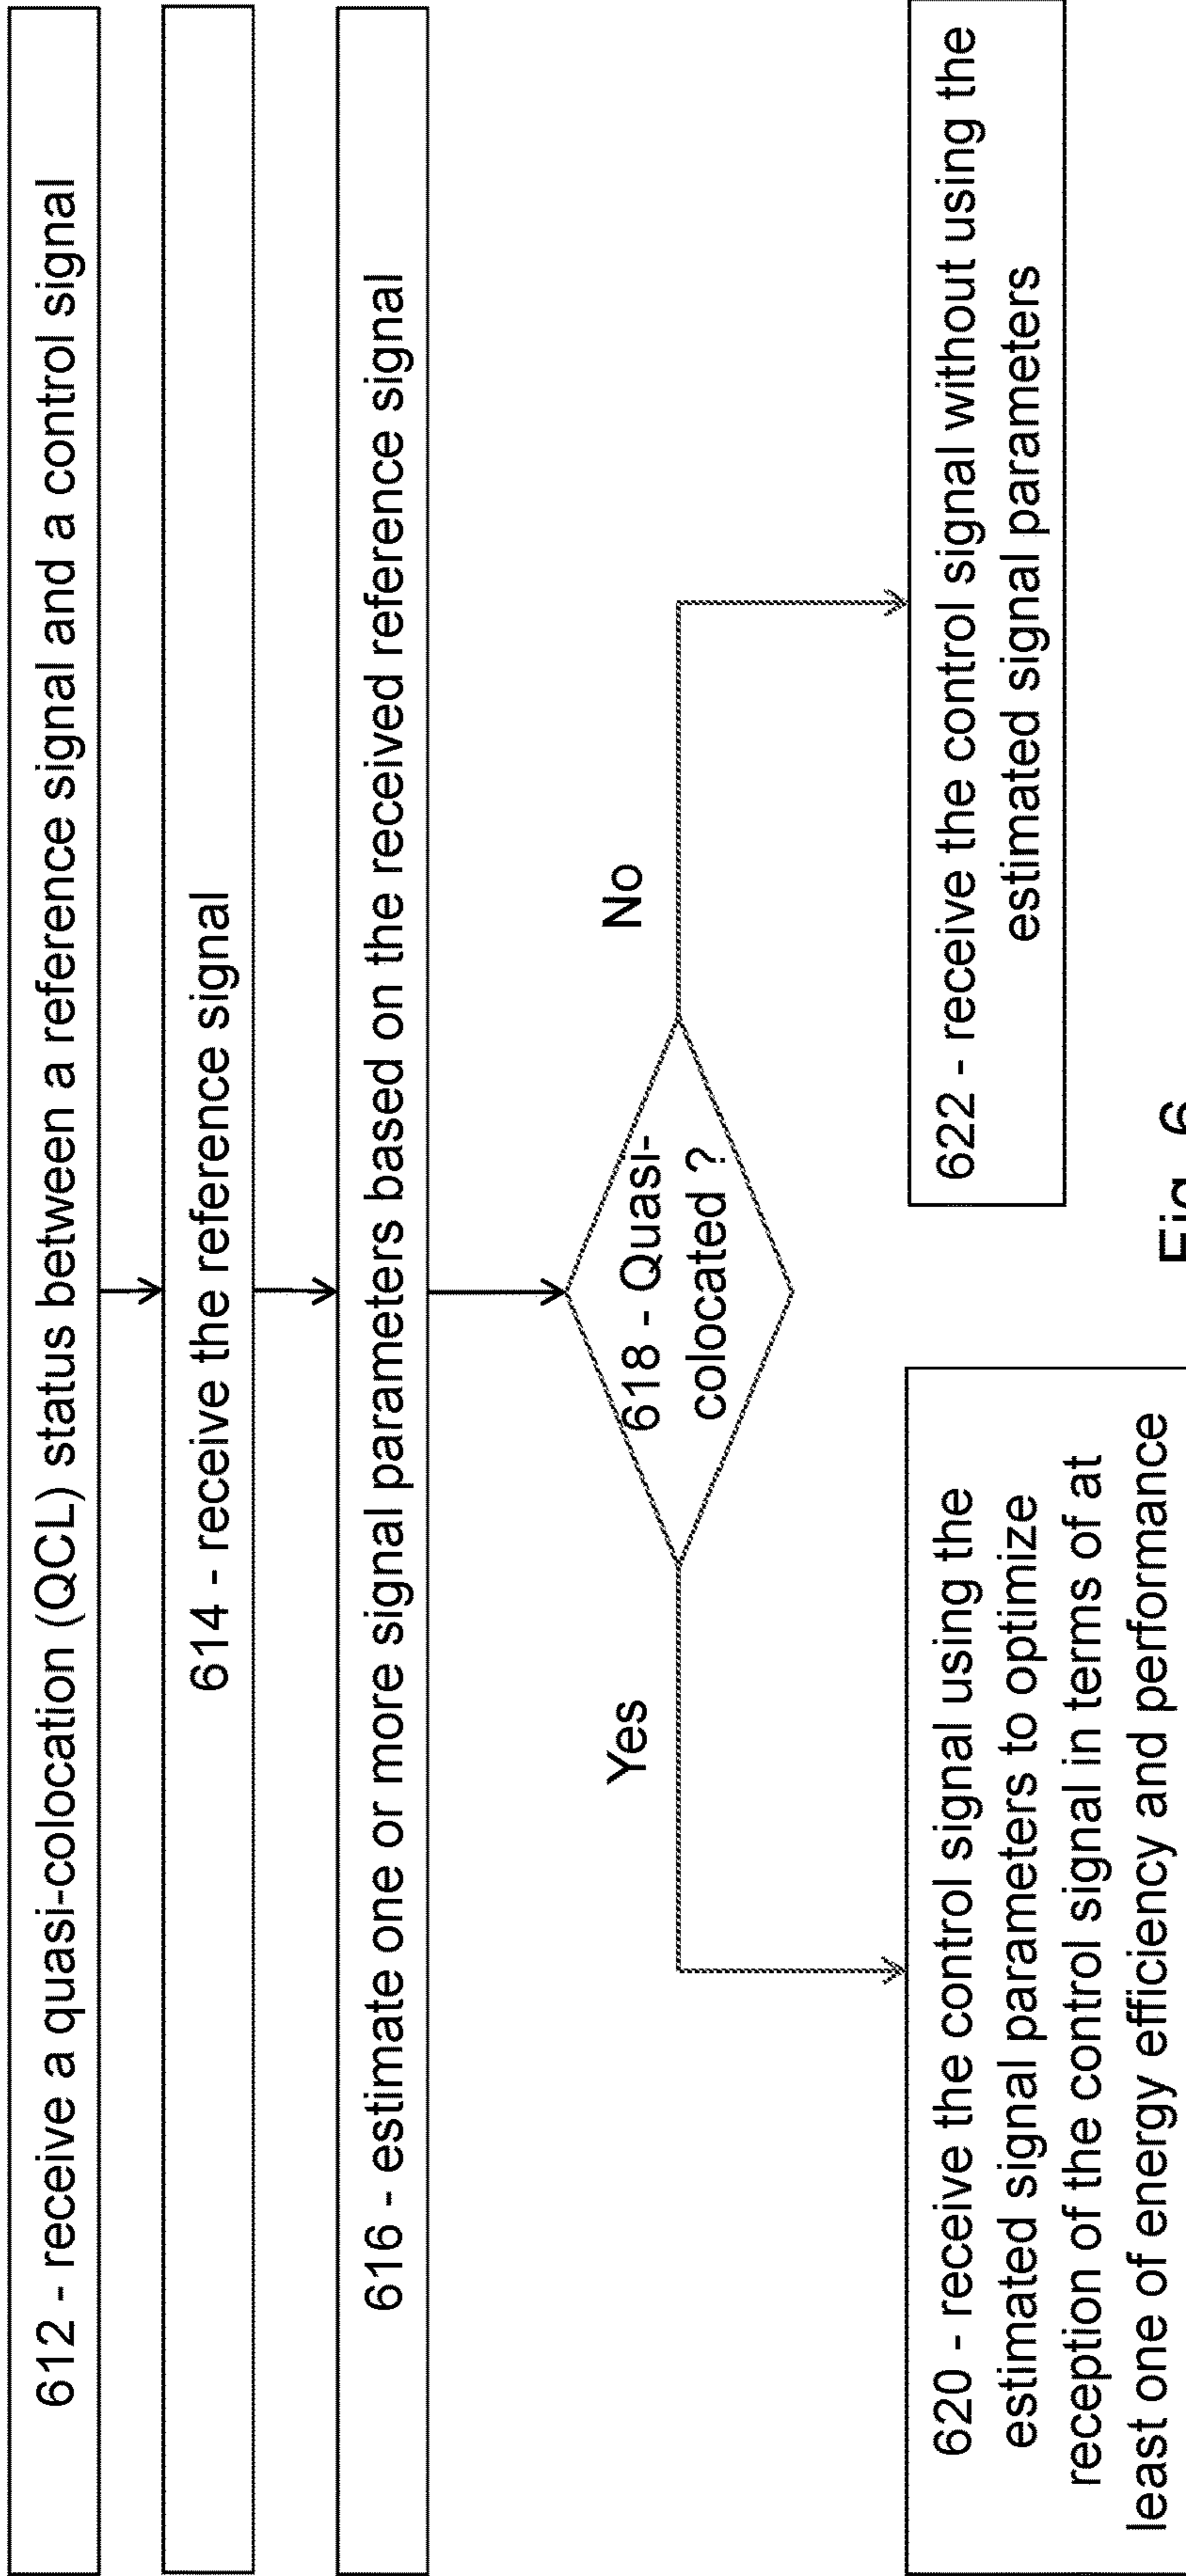 612 - receive a quasi-colocation (QCL) status between a reference signal and a control signal
614 - receive the reference signal
616 - estimate one or more signal parameters based on the received reference signal
618 - Quasi-
colocated ?
Yes
No
620 - receive the control signal using the
estimated signal parameters to optimize
reception of the control signal in terms of at
least one of energy efficiency and performance
622 - receive the control signal without using the
estimated signal parameters
Fig. 6